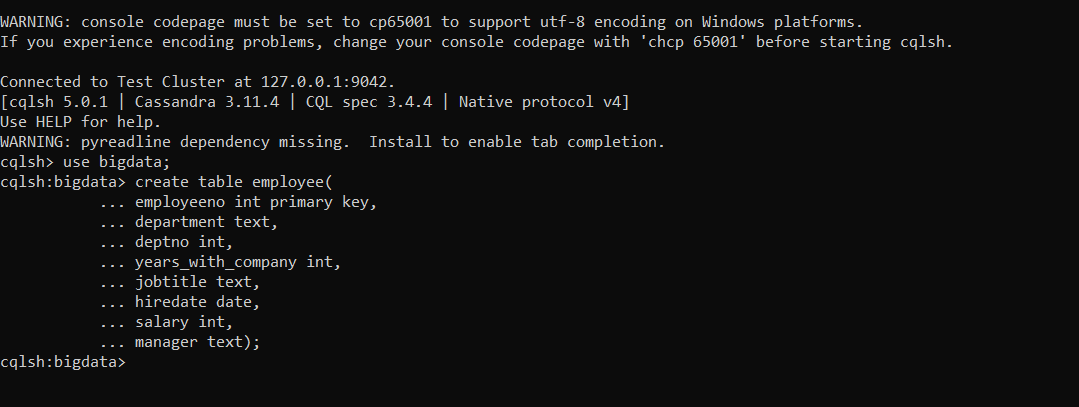 WARNING: console codepage must be set to cp65001 to support utf-8 encoding on Windows platforms.
If you experience encoding problems, change your console codepage with 'chcp 65001' before starting cqlsh.
Connected to Test Cluster at 127.0.0.1:9042.
[cqlsh 5.0.1 | Cassandra 3.11.4 | CQL spec 3.4.4 | Native protocol v4]
Use HELP for help.
WARNING: pyreadline dependency missing.  Install to enable tab completion.
cqlsh> use bigdata;
cqlsh:bigdata> create table employee(
           ... employeeno int primary key,
           ... department text,
           ... deptno int,
           ... years_with_company int,
           ... jobtitle text,
           ... hiredate date,
           ... salary int,
           ... manager text);
cqlsh:bigdata>